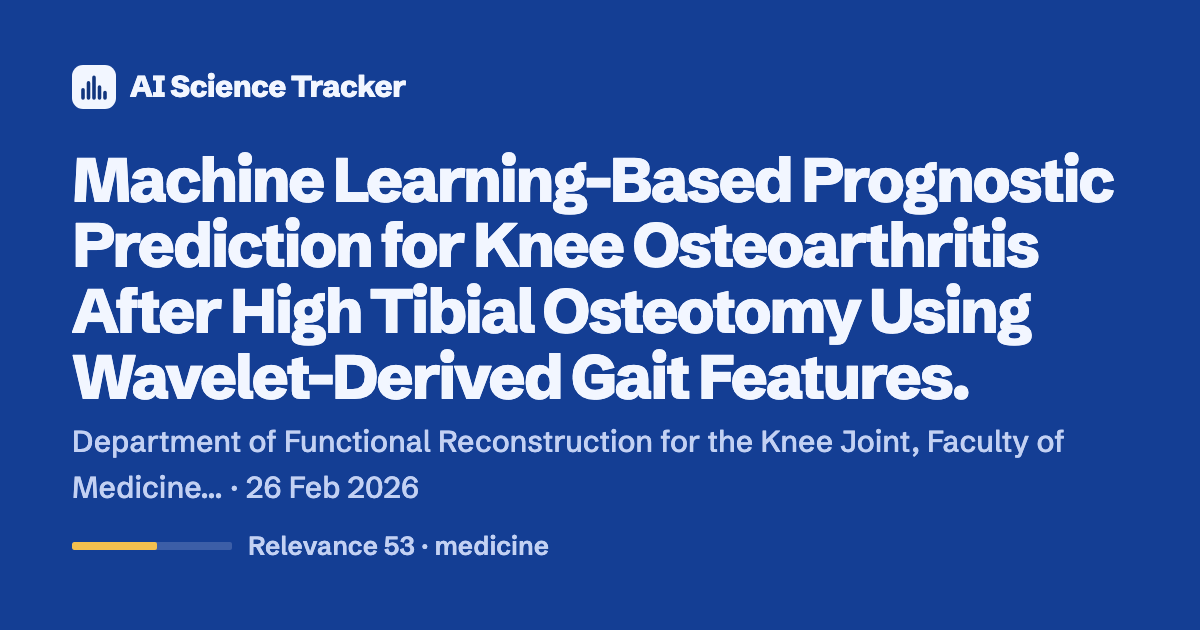 AI Science Tracker
Machine Learning-Based Prognostic
Prediction for Knee Osteoarthritis
After High Tibial Osteotomy Using
Wavelet-Derived Gait Features.
Department of Functional Reconstruction for the Knee Joint, Faculty of
Medicine... · 26 Feb 2026
Relevance 53 · medicine